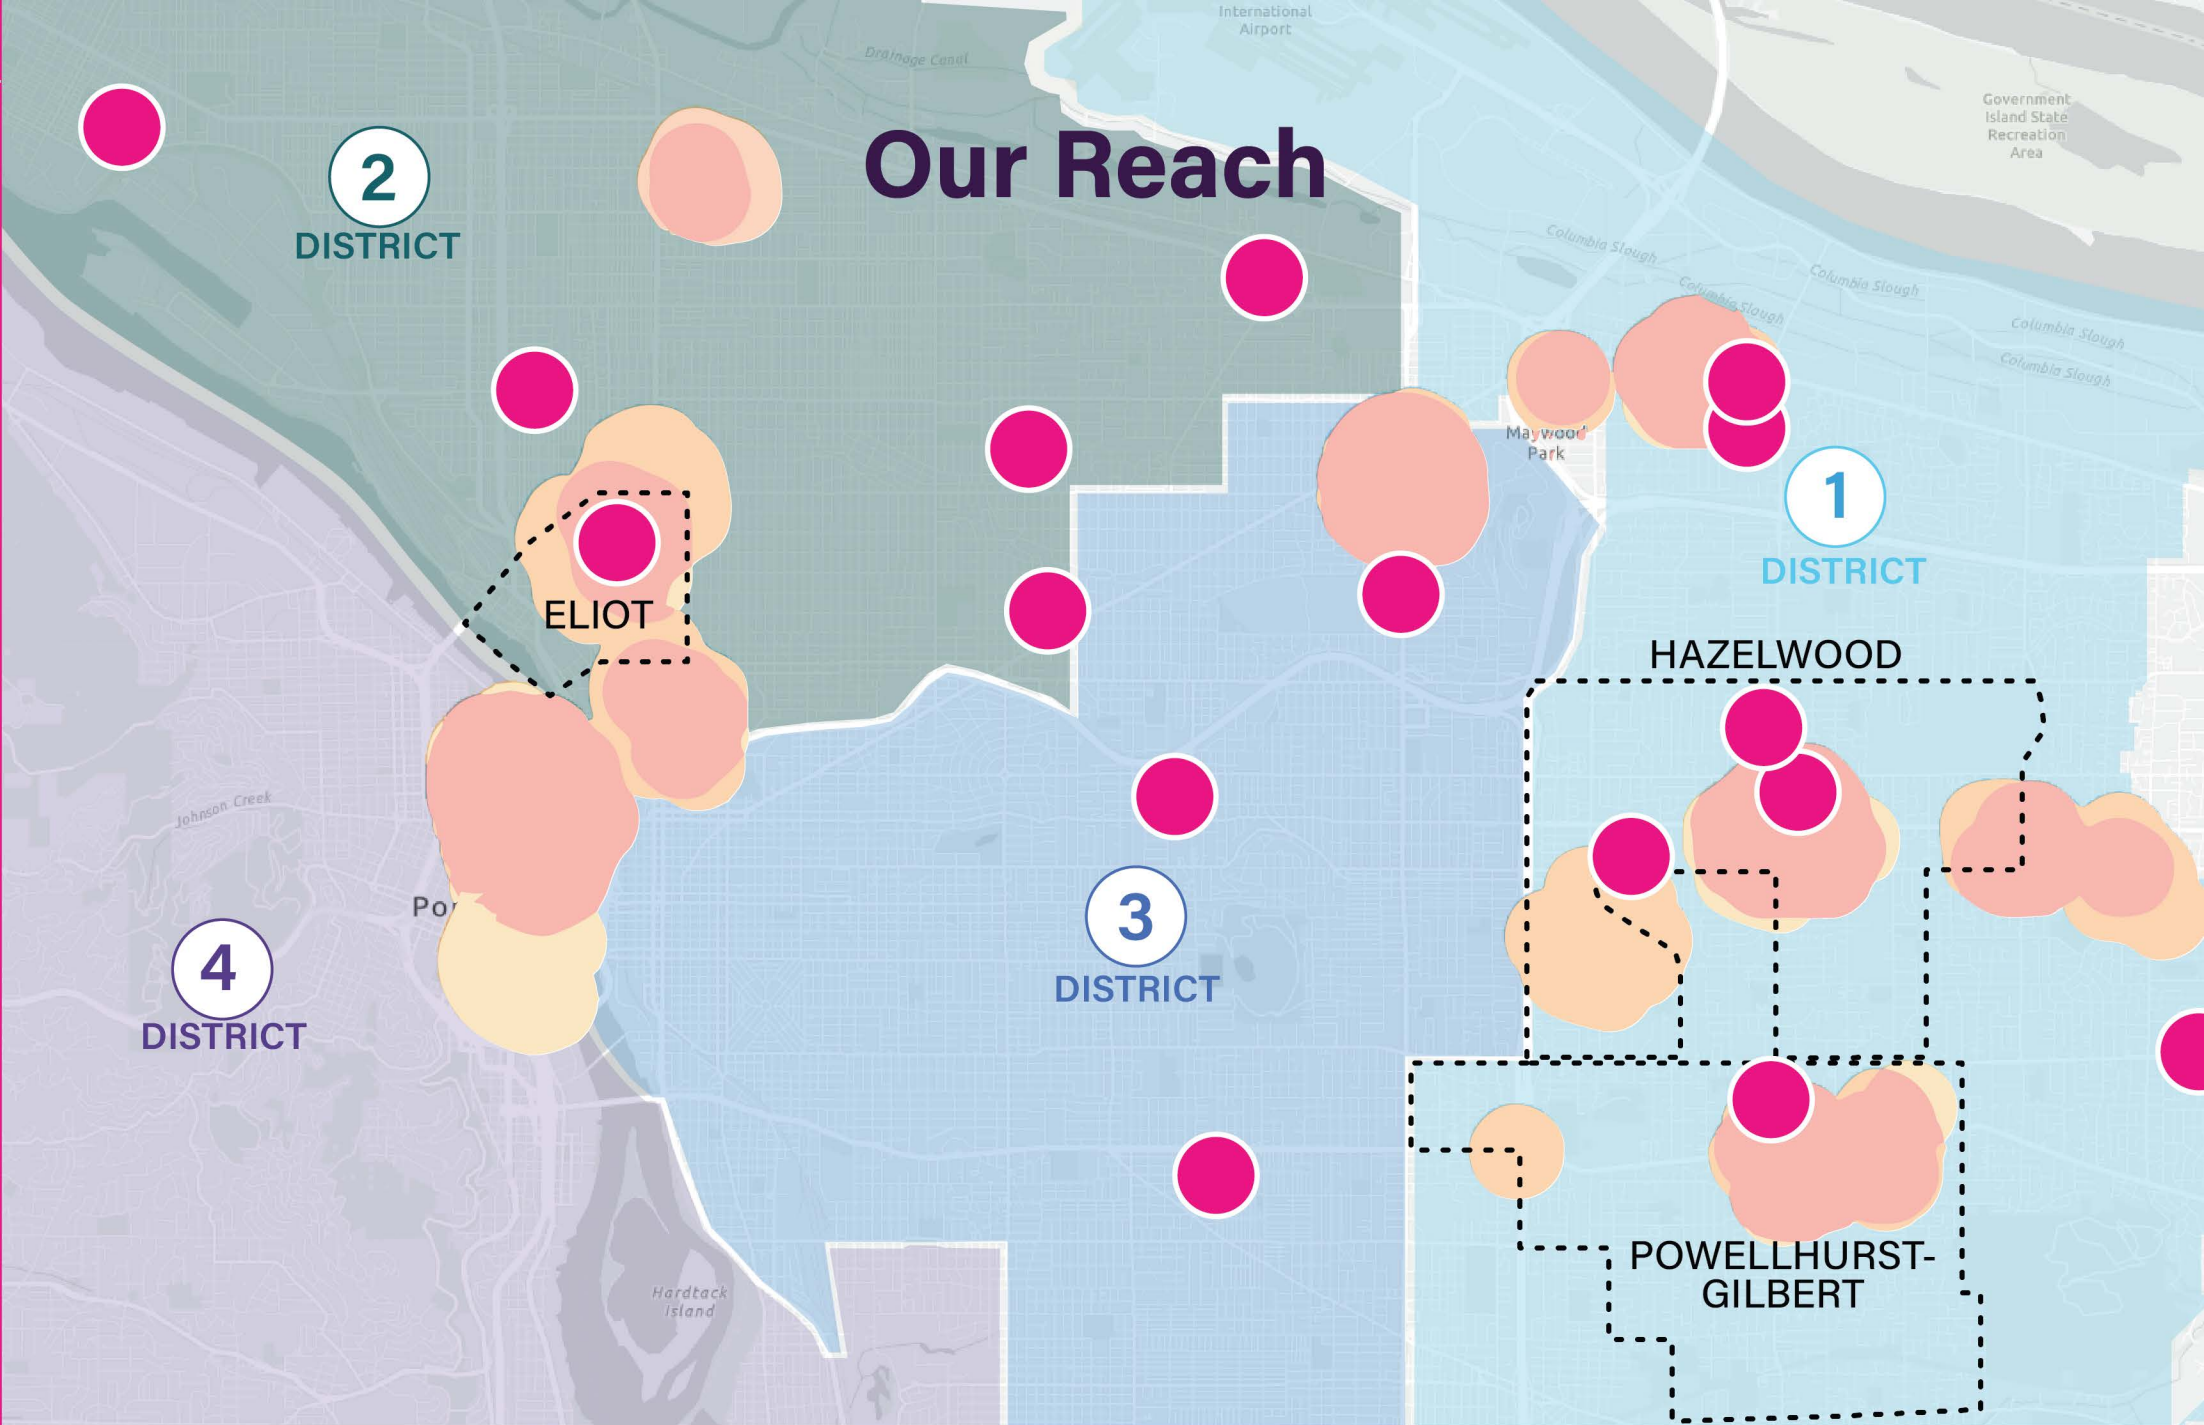 International
Airport
Drainage Canal
Our Reach
Government
Island State
Recreation
Area
2
DISTRICT
Columbia Slough
Columbia Slough
Columbia Slough
Columbia Slough
Columbia Slough
Maywood
Park
1
DISTRICT
ELIOT
HAZELWOOD
Johnson Creek
Por
3
DISTRICT
4
DISTRICT
POWELLHURST-
GILBERT
Hardtack
Island